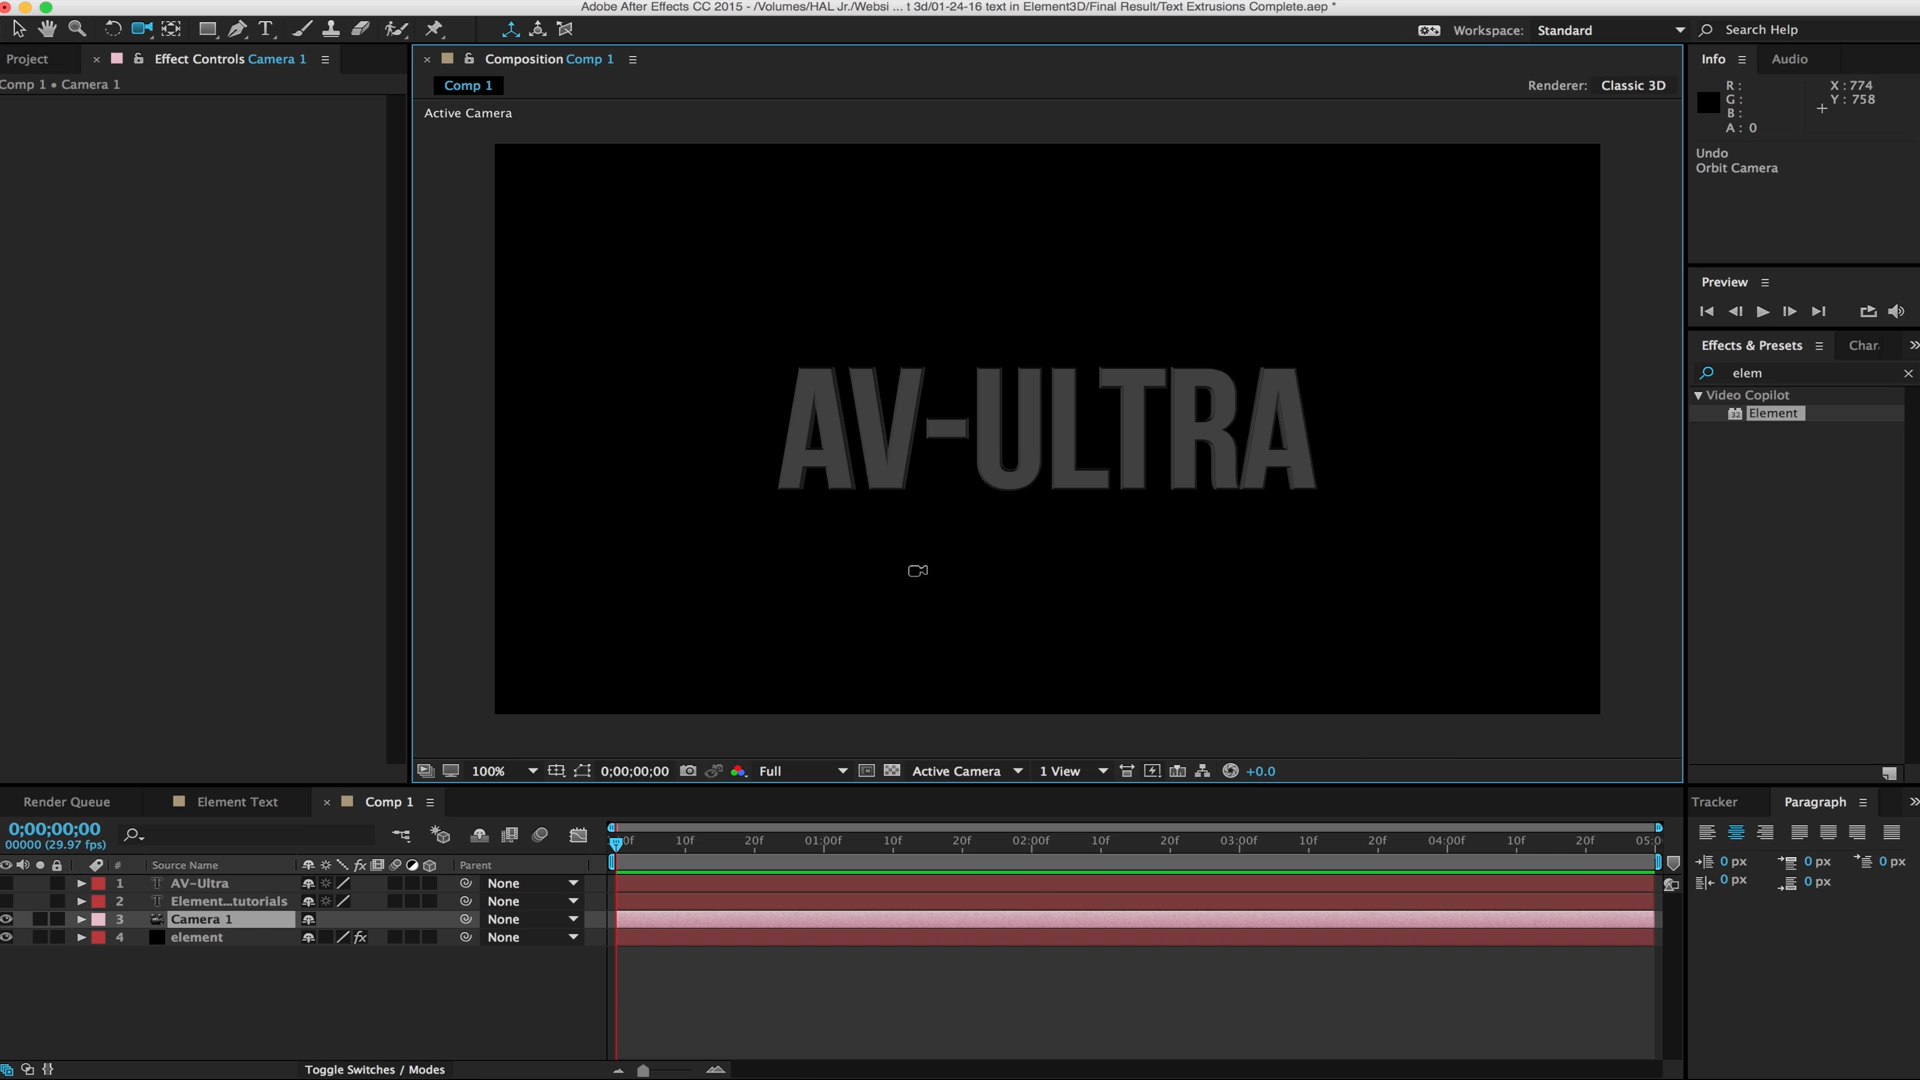 Adobe After Effects CC 2015 - /Volumes/HAL Jr./Websi ... t 3d/01-24-16 text in Element3D/Final Result/Text Extrusions Complete.aep *
Workspace: Standard
Search Help
Project
Effect Controls Camera 1
Composition Comp 1
Info
Audio
Comp 1 • Camera 1
Comp 1
Renderer: Classic 3D
R :
G :
B :
A : 0
X : 774
Y : 758
Active Camera
Undo
Orbit Camera
Preview
Effects & Presets
Char
elem
Video Copilot
Element
AV-ULTRA
100%
0;00;00;00
Full
Active Camera
1 View
+0.0
Render Queue
Element Text
Comp 1
Tracker
Paragraph
0;00;00;00
00000 (29.97 fps)
10f
20f
01:00f
10f
20f
02:00f
10f
20f
03:00f
10f
20f
04:00f
10f
20f
# Source Name
Parent
0 px
0 px
0 px
0 px
0 px
1 AV-Ultra None
2 Element...tutorials None
3 Camera 1 None
4 element fx None
Toggle Switches / Modes